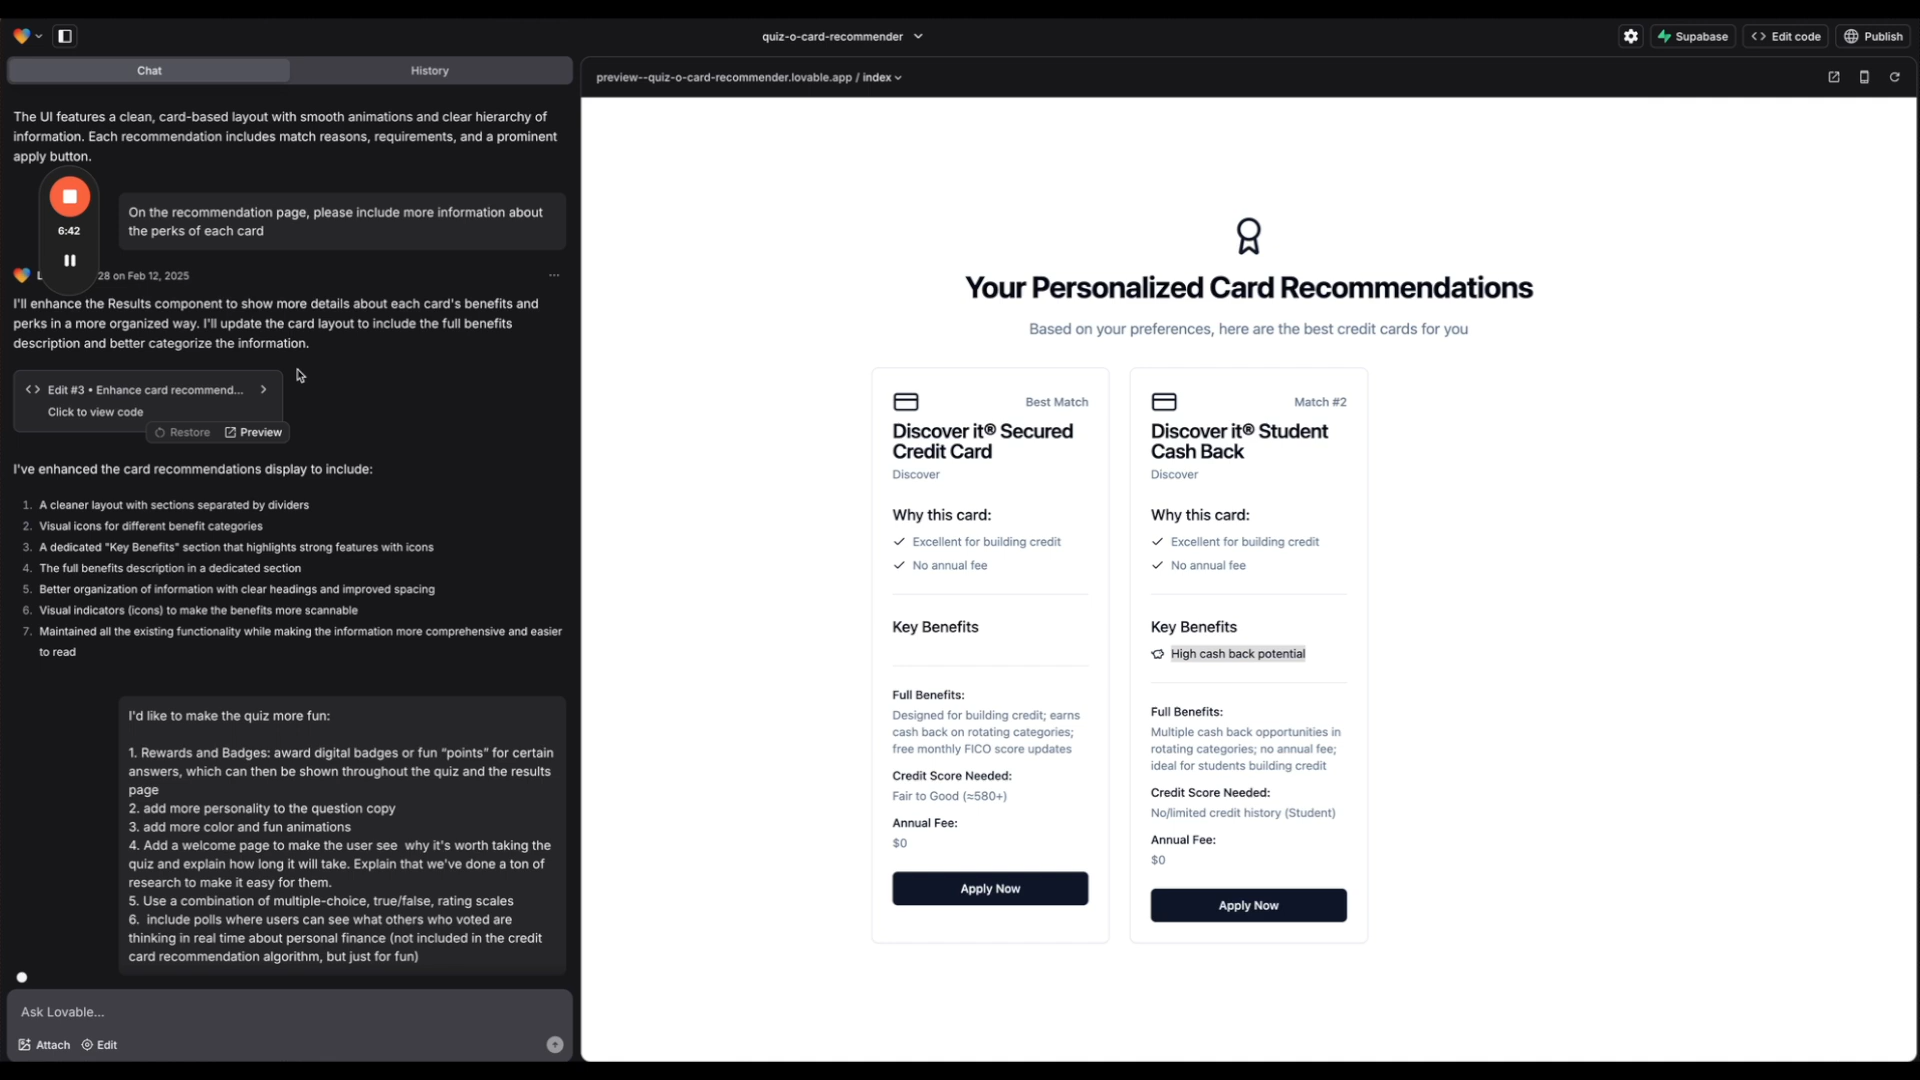 quiz-o-card-recommender
Supabase
Edit code
Publish
Chat
History
preview--quiz-o-card-recommender.lovable.app / index
The UI features a clean, card-based layout with smooth animations and clear hierarchy of
information. Each recommendation includes match reasons, requirements, and a prominent
apply button.
6:42
On the recommendation page, please include more information about
the perks of each card
28 on Feb 12, 2025
I'll enhance the Results component to show more details about each card's benefits and
perks in a more organized way. I'll update the card layout to include the full benefits
description and better categorize the information.
Edit #3 • Enhance card recommend...
Click to view code
Restore
Preview
I've enhanced the card recommendations display to include:
1. A cleaner layout with sections separated by dividers
2. Visual icons for different benefit categories
3. A dedicated "Key Benefits" section that highlights strong features with icons
4. The full benefits description in a dedicated section
5. Better organization of information with clear headings and improved spacing
6. Visual indicators (icons) to make the benefits more scannable
7. Maintained all the existing functionality while making the information more comprehensive and easier
to read
I'd like to make the quiz more fun:
1. Rewards and Badges: award digital badges or fun “points” for certain
answers, which can then be shown throughout the quiz and the results
page
2. add more personality to the question copy
3. add more color and fun animations
4. Add a welcome page to make the user see  why it's worth taking the
quiz and explain how long it will take. Explain that we've done a ton of
research to make it easy for them.
5. Use a combination of multiple-choice, true/false, rating scales
6.  include polls where users can see what others who voted are
thinking in real time about personal finance (not included in the credit
card recommendation algorithm, but just for fun)
Ask Lovable...
Attach
Edit
Your Personalized Card Recommendations
Based on your preferences, here are the best credit cards for you
Best Match
Discover it® Secured
Credit Card
Discover
Why this card:
Excellent for building credit
No annual fee
Key Benefits
Full Benefits:
Designed for building credit; earns
cash back on rotating categories;
free monthly FICO score updates
Credit Score Needed:
Fair to Good (≈580+)
Annual Fee:
$0
Apply Now
Match #2
Discover it® Student
Cash Back
Discover
Why this card:
Excellent for building credit
No annual fee
Key Benefits
High cash back potential
Full Benefits:
Multiple cash back opportunities in
rotating categories; no annual fee;
ideal for students building credit
Credit Score Needed:
No/limited credit history (Student)
Annual Fee:
$0
Apply Now